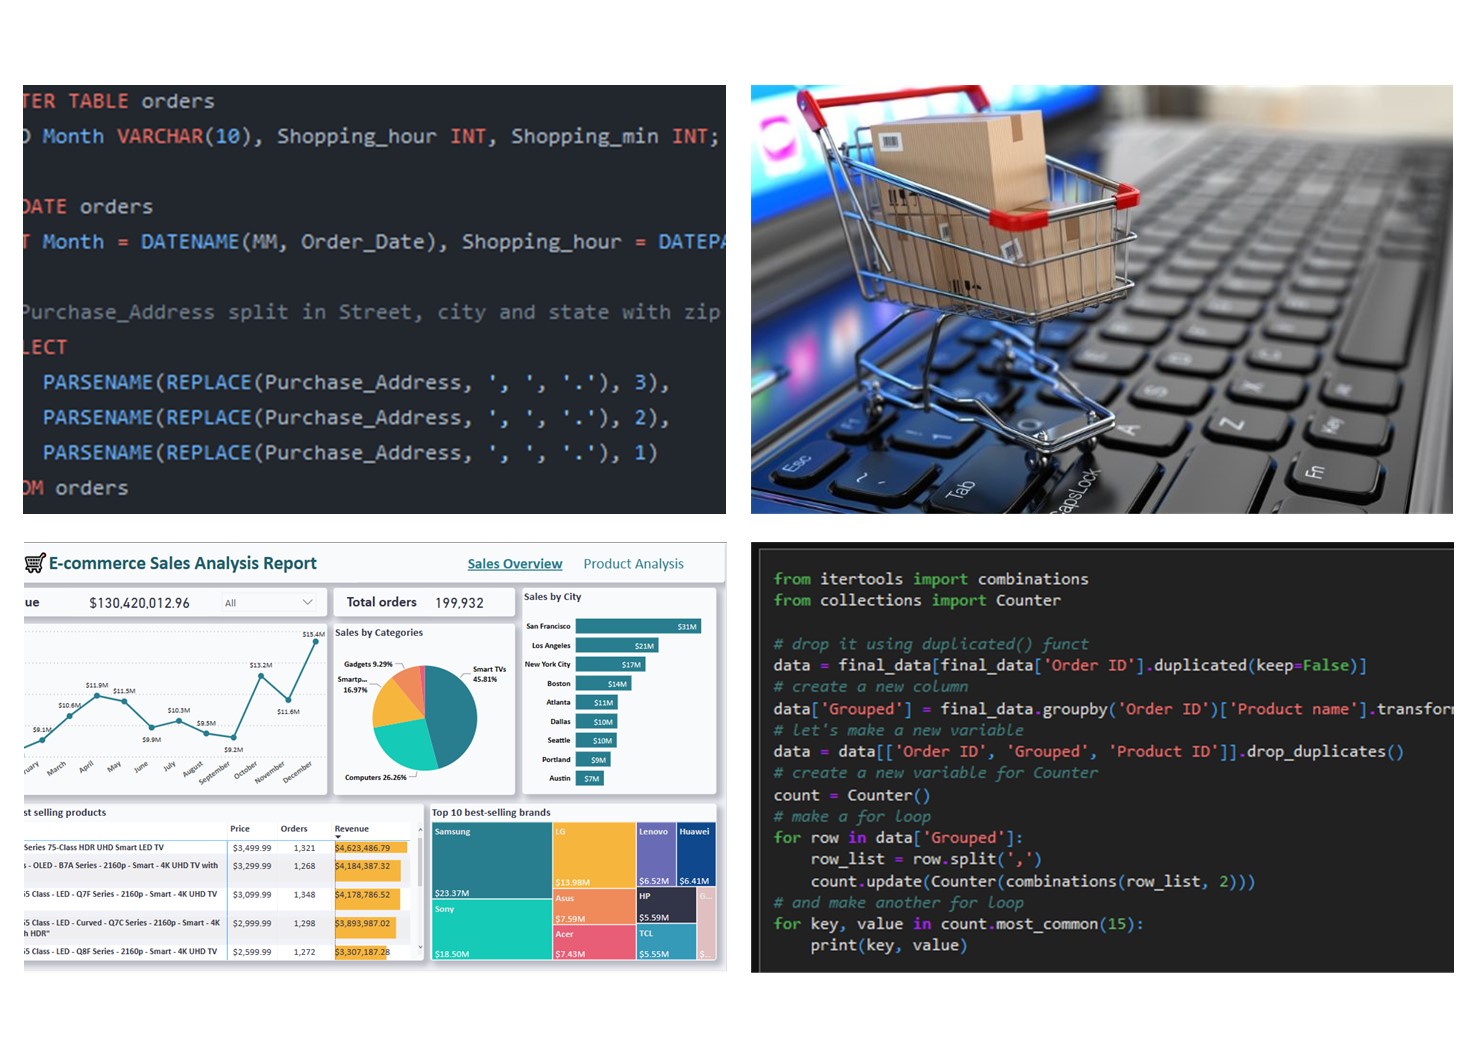 TER TABLE orders
D Month VARCHAR(10), Shopping_hour INT, Shopping_min INT;
DATE orders
T Month = DATENAME(MM, Order_Date), Shopping_hour = DATEPA
Purchase_Address split in Street, city and state with zip
LECT
PARSENAME(REPLACE(Purchase_Address, ', ', '.'), 3),
PARSENAME(REPLACE(Purchase_Address, ', ', '.'), 2),
PARSENAME(REPLACE(Purchase_Address, ', ', '.'), 1)
OM orders
Esc
F1
~
Tab
CapsLock
A
Z
S
Fn
E-commerce Sales Analysis Report
Sales Overview
Product Analysis
ue
$130,420,012.96
All
Total orders
199,932
$9.1M
$10.6M
$11.9M
$11.5M
$9.9M
$10.3M
$9.5M
$9.2M
$13.2M
$11.6M
$15.4M
ruary
March
April
May
June
July
August
September
October
November
December
Sales by Categories
Gadgets 9.29%
Smartp...
16.97%
Smart TVs
45.81%
Computers 26.26%
Sales by City
San Francisco $31M
Los Angeles $21M
New York City $17M
Boston $14M
Atlanta $11M
Dallas $10M
Seattle $10M
Portland $9M
Austin $7M
st selling products
Price Orders Revenue
Series 75-Class HDR UHD Smart LED TV $3,499.99 1,321 $4,623,486.79
s - OLED - B7A Series - 2160p - Smart - 4K UHD TV with $3,299.99 1,268 $4,184,387.32
5 Class - LED - Q7F Series - 2160p - Smart - 4K UHD TV $3,099.99 1,348 $4,178,786.52
5 Class - LED - Curved - Q7C Series - 2160p - Smart - 4K $2,999.99 1,298 $3,893,987.02
h HDR"
5 Class - LED - Q8F Series - 2160p - Smart - 4K UHD TV $2,599.99 1,272 $3,307,187.28
Top 10 best-selling brands
Samsung
$23.37M
Sony
$18.50M
LG
$13.98M
Asus
$7.59M
Acer
$7.43M
Lenovo
$6.52M
Huawei
$6.41M
HP
$5.59M
TCL
$5.55M
G...
$...
from itertools import combinations
from collections import Counter
# drop it using duplicated() funct
data = final_data[final_data['Order ID'].duplicated(keep=False)]
# create a new column
data['Grouped'] = final_data.groupby('Order ID')['Product name'].transfor
# let's make a new variable
data = data[['Order ID', 'Grouped', 'Product ID']].drop_duplicates()
# create a new variable for Counter
count = Counter()
# make a for loop
for row in data['Grouped']:
row_list = row.split(',')
count.update(Counter(combinations(row_list, 2)))
# and make another for loop
for key, value in count.most_common(15):
print(key, value)